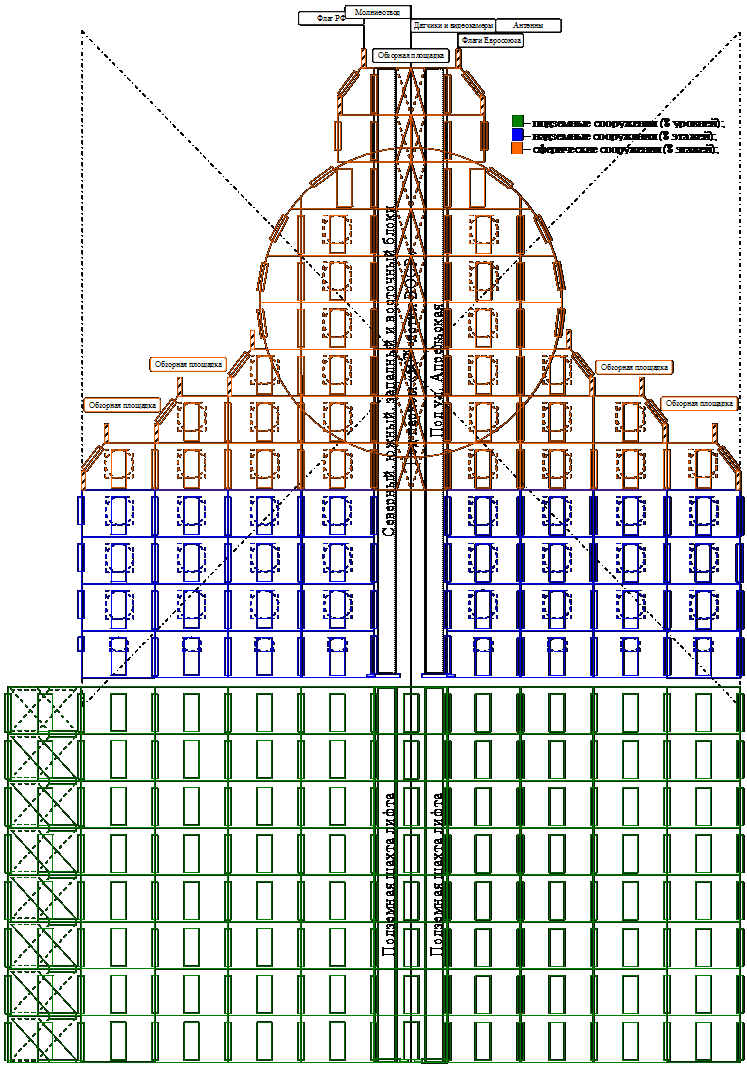 Молниеотвод
Флаг РФ
Датчики и видеокамеры
Антенны
Флаги Евросоюза
Обзорная площадка
– подземные сооружения (8 уровней);
– надземные сооружения (8 этажей);
– сферические сооружения (8 этажей);
Обзорная площадка
Обзорная площадка
Обзорная площадка
Обзорная площадка
Северный, южный, западный и восточный блоки
Под ул. Апрельская
Подземная шахта лифта
Подземная шахта лифта